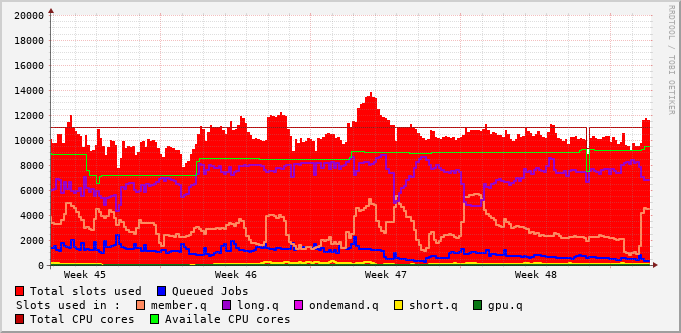 20000
18000
16000
14000
12000
10000
8000
6000
4000
2000
0
Week 45 Week 46 Week 47 Week 48
RRDTOOL / TOBI OETIKER
Total slots used Queued Jobs
Slots used in : member.q long.q ondemand.q short.q gpu.q
Total CPU cores Availale CPU cores